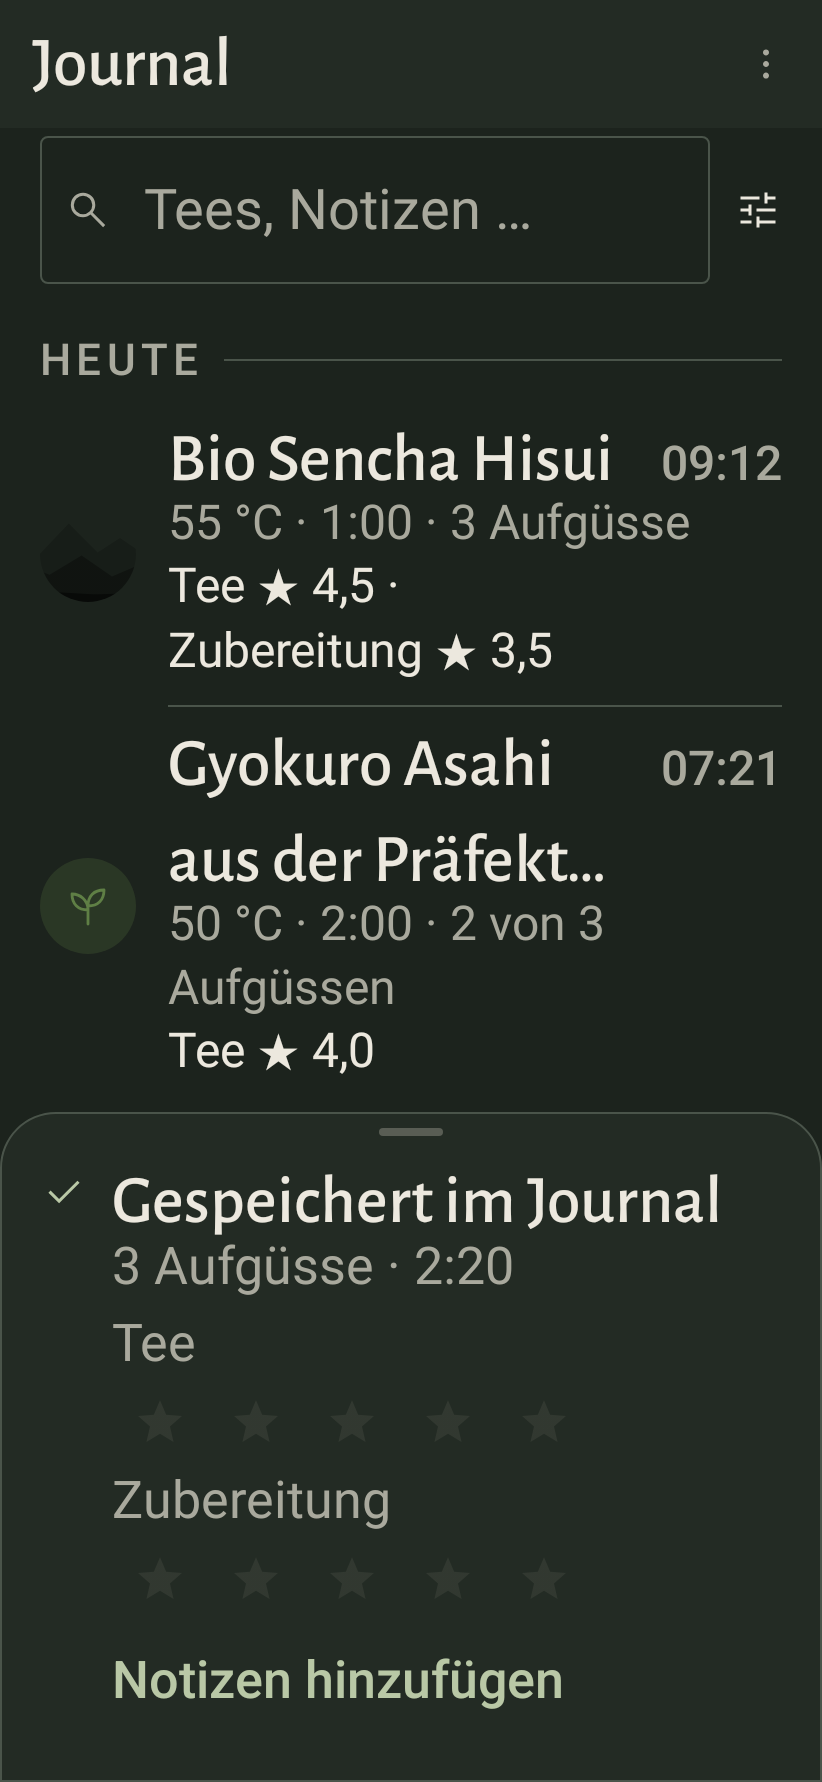 Journal
Tees, Notizen …
HEUTE
Bio Sencha Hisui 09:12
55 °C · 1:00 · 3 Aufgüsse
Tee ★ 4,5 ·
Zubereitung ★ 3,5
Gyokuro Asahi 07:21
aus der Präfekt…
50 °C · 2:00 · 2 von 3
Aufgüssen
Tee ★ 4,0
Gespeichert im Journal
3 Aufgüsse · 2:20
Tee
Zubereitung
Notizen hinzufügen